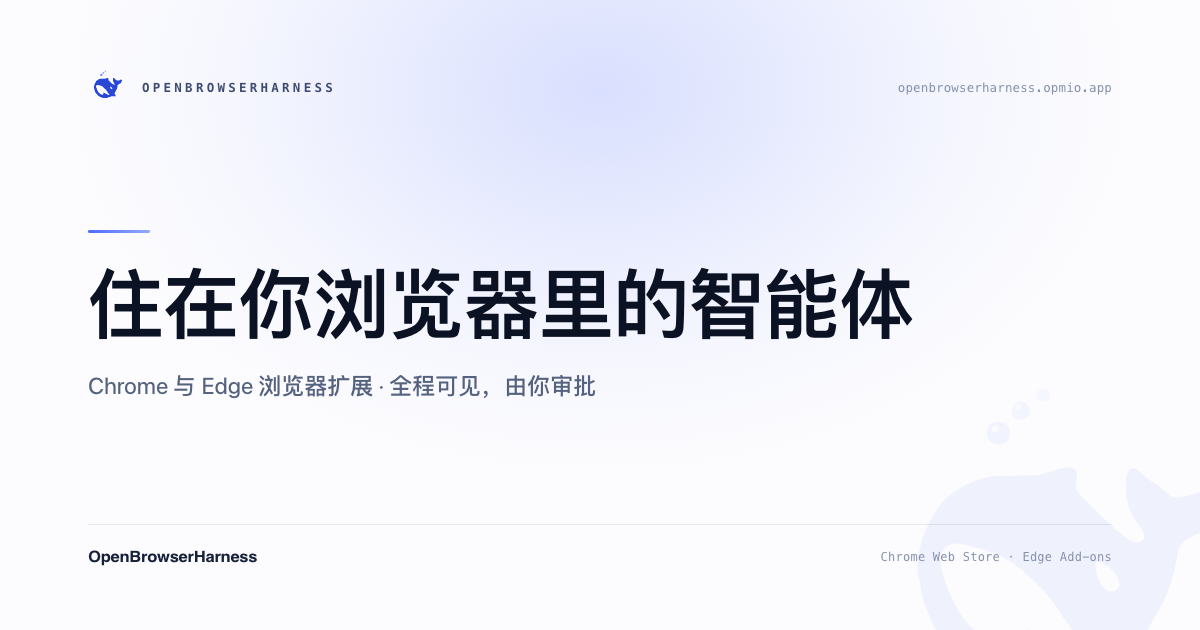 OPENBROWSERHARNESS
openbrowserharness.opmio.app
住在你浏览器里的智能体
Chrome 与 Edge 浏览器扩展 · 全程可见，由你审批
OpenBrowserHarness
Chrome Web Store · Edge Add-ons